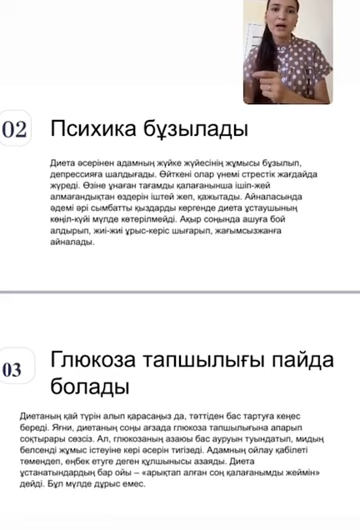 02
Психика бұзылады
Диета әсерінен адамның жүйке жүйесінің жұмысы бұзылып,
депрессияға шалдығады. Өйткені олар үнемі стрестік жағдайда
жүреді. Өзіне ұнаған тағамды қалағанынша ішіп-жей
алмағандықтан өздерін іштей жеп, қажытады. Айналасында
әдемі әрі сымбатты қыздарды көргенде диета ұстаушының
көңіл-күйі мүлде көтерілмейді. Ақыр соңында ашуға бой
алдырып, жиі-жиі ұрыс-керіс шығарып, жағымсызжанға
айналады.
03
Глюкоза тапшылығы пайда
болады
Диетаның қай түрін алып қарасаңыз да, тәттіден бас тартуға кеңес
береді. Яғни, диетаның соңы ағзада глюкоза тапшылығына апарып
соқтырары сөзсіз. Ал, глюкозаның азаюы бас ауруын туындатып, мидың
белсенді жұмыс істеуіне кері әсерін тигізеді. Адамның ойлау қабілеті
төмендеп, еңбек етуге деген құлшынысы азаяды. Диета
ұстанатындардың бар ойы – «арықтап алған соң қалағанымды жеймін»
дейді. Бұл мүлде дұрыс емес.